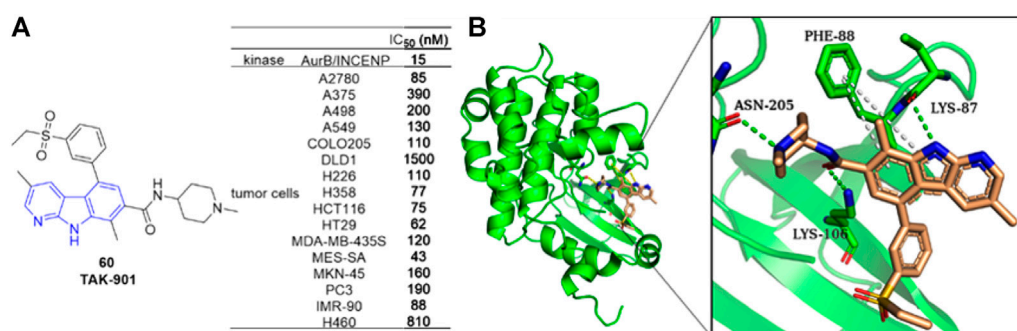 A
IC50 (nM)
kinase AurB/INCENP 15
A2780 85
A375 390
A498 200
A549 130
COLO205 110
DLD1 1500
H226 110
tumor cells H358 77
HCT116 75
HT29 62
MDA-MB-435S 120
MES-SA 43
MKN-45 160
PC3 190
IMR-90 88
H460 810
O
S
O
N
N
H
O
H
N
N
60
TAK-901
B
PHE-88
LYS-87
ASN-205
LYS-106